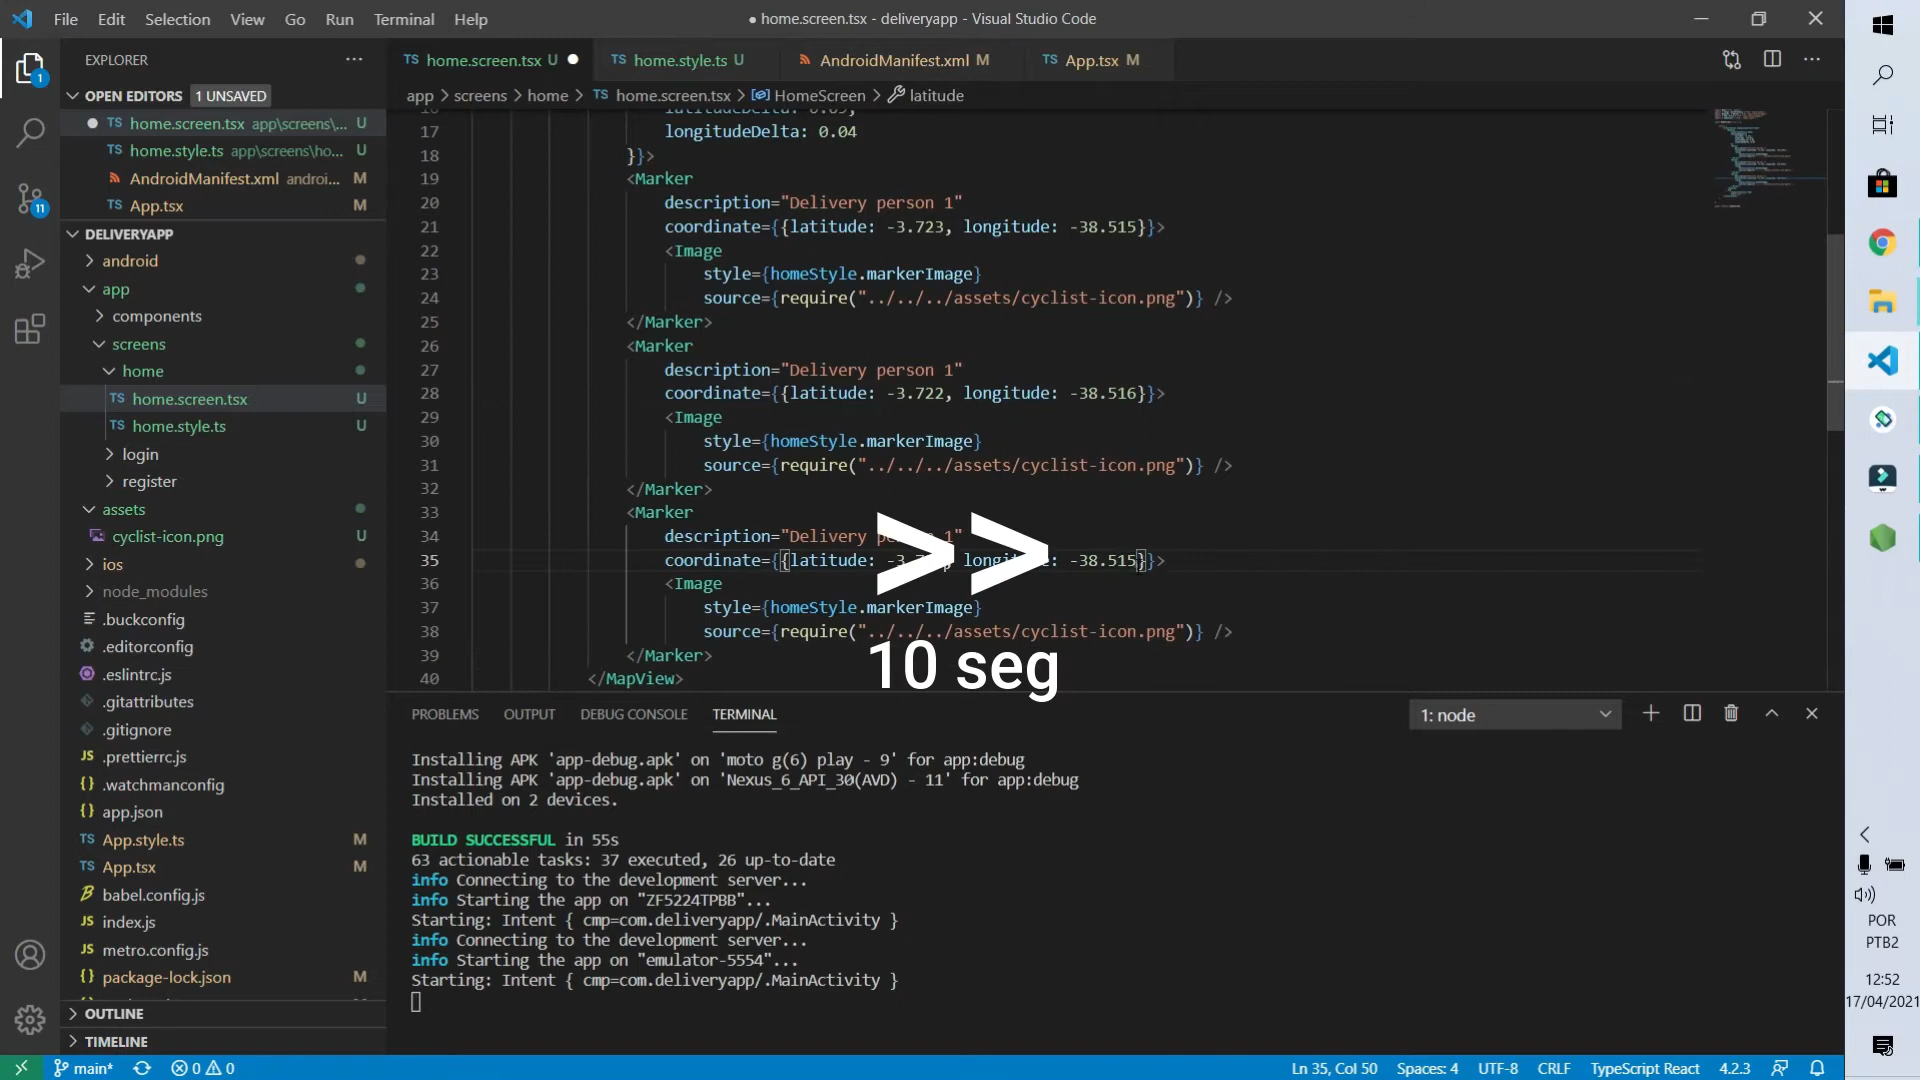 File Edit Selection View Go Run Terminal Help
● home.screen.tsx - deliveryapp - Visual Studio Code
EXPLORER
OPEN EDITORS 1 UNSAVED
TS home.screen.tsx app\screens\... U
TS home.style.ts app\screens\ho... U
AndroidManifest.xml androi... M
TS App.tsx M
DELIVERYAPP
android
app
components
screens
home
TS home.screen.tsx U
TS home.style.ts U
login
register
assets
cyclist-icon.png U
ios
node_modules
.buckconfig
.editorconfig
.eslintrc.js
.gitattributes
.gitignore
JS .prettierrc.js
{} .watchmanconfig
{} app.json
TS App.style.ts M
TS App.tsx M
babel.config.js
JS index.js
JS metro.config.js
{} package-lock.json M
OUTLINE
TIMELINE
TS home.screen.tsx U
TS home.style.ts U
AndroidManifest.xml M
TS App.tsx M
app > screens > home > TS home.screen.tsx > HomeScreen > latitude
17 longitudeDelta: 0.04
18 }}>
19 <Marker
20 description="Delivery person 1"
21 coordinate={{latitude: -3.723, longitude: -38.515}}>
22 <Image
23 style={homeStyle.markerImage}
24 source={require("../../../assets/cyclist-icon.png")} />
25 </Marker>
26 <Marker
27 description="Delivery person 1"
28 coordinate={{latitude: -3.722, longitude: -38.516}}>
29 <Image
30 style={homeStyle.markerImage}
31 source={require("../../../assets/cyclist-icon.png")} />
32 </Marker>
33 <Marker
34 description="Delivery 1"
35 coordinate={{latitude: -38.515}}>
36 <Image
37 style={homeStyle.markerImage}
38 source={require("../../../assets/cyclist-icon.png")} />
39 </Marker>
40 </MapView>
>>
10 seg
PROBLEMS OUTPUT DEBUG CONSOLE TERMINAL
1: node
Installing APK 'app-debug.apk' on 'moto g(6) play - 9' for app:debug
Installing APK 'app-debug.apk' on 'Nexus_6_API_30(AVD) - 11' for app:debug
Installed on 2 devices.
BUILD SUCCESSFUL in 55s
63 actionable tasks: 37 executed, 26 up-to-date
info Connecting to the development server...
info Starting the app on "ZF5224TPBB"...
Starting: Intent { cmp=com.deliveryapp/.MainActivity }
info Connecting to the development server...
info Starting the app on "emulator-5554"...
Starting: Intent { cmp=com.deliveryapp/.MainActivity }
main* 0 0
Ln 35, Col 50 Spaces: 4 UTF-8 CRLF TypeScript React 4.2.3
1
11
POR
PTB2
12:52
17/04/2021